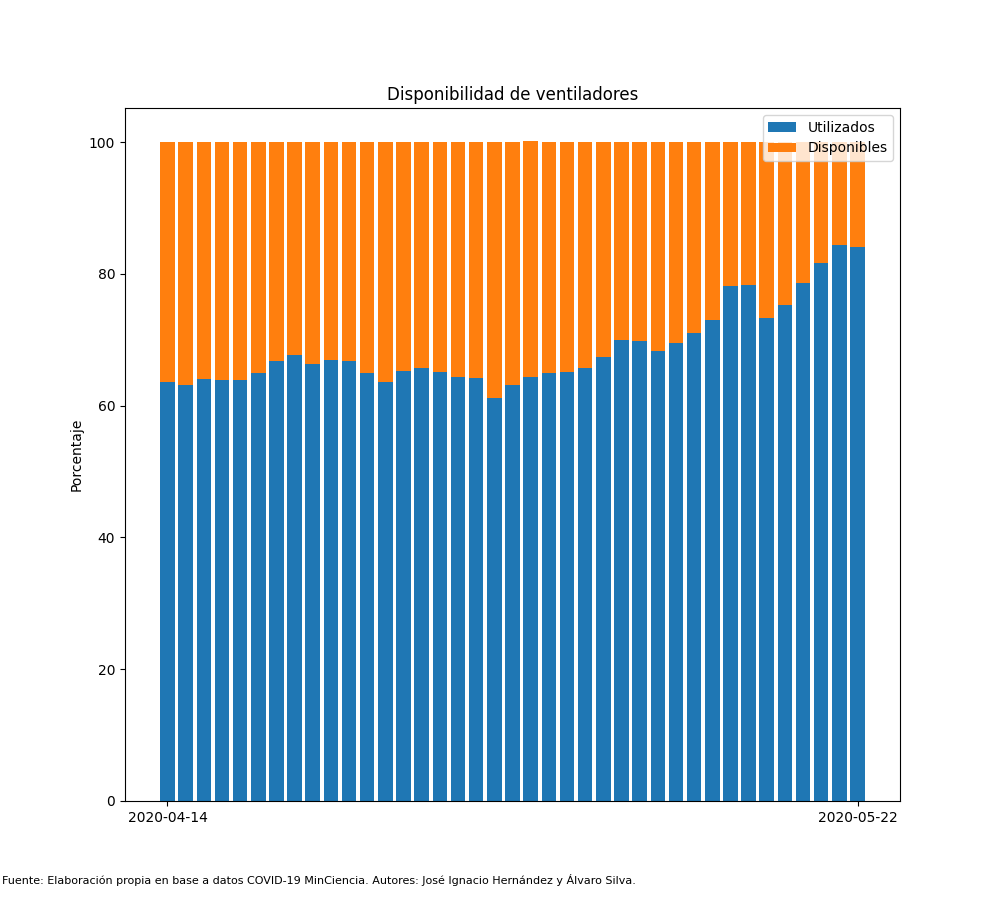 Disponibilidad de ventiladores
Utilizados
Disponibles
100
80
60
40
20
0
Porcentaje
2020-04-14
2020-05-22
Fuente: Elaboración propia en base a datos COVID-19 MinCiencia. Autores: José Ignacio Hernández y Álvaro Silva.